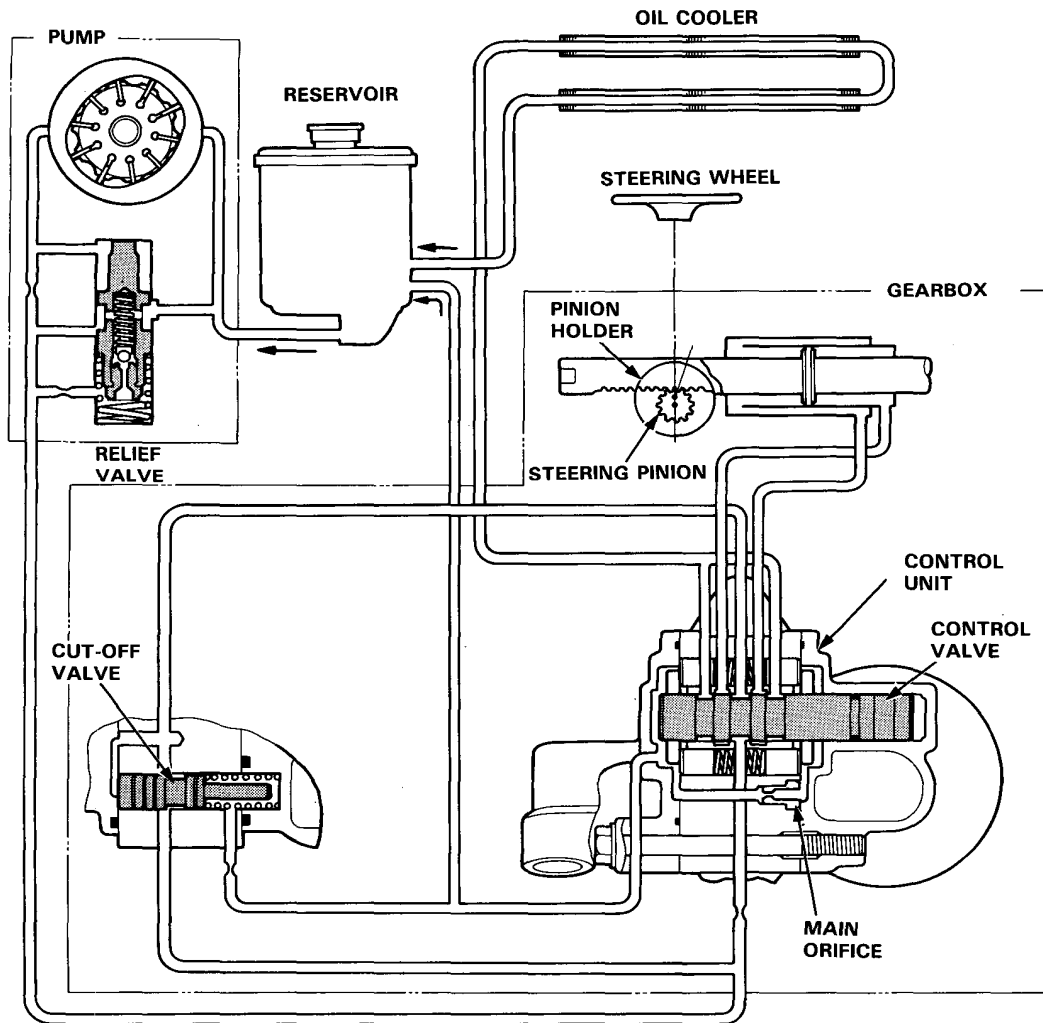 OIL COOLER
PUMP
RESERVOIR
STEERING WHEEL
GEARBOX
PINION
HOLDER
RELIEF
VALVE
STEERING PINION
CONTROL
UNIT
CONTROL
VALVE
CUT-OFF
VALVE
MAIN
ORIFICE